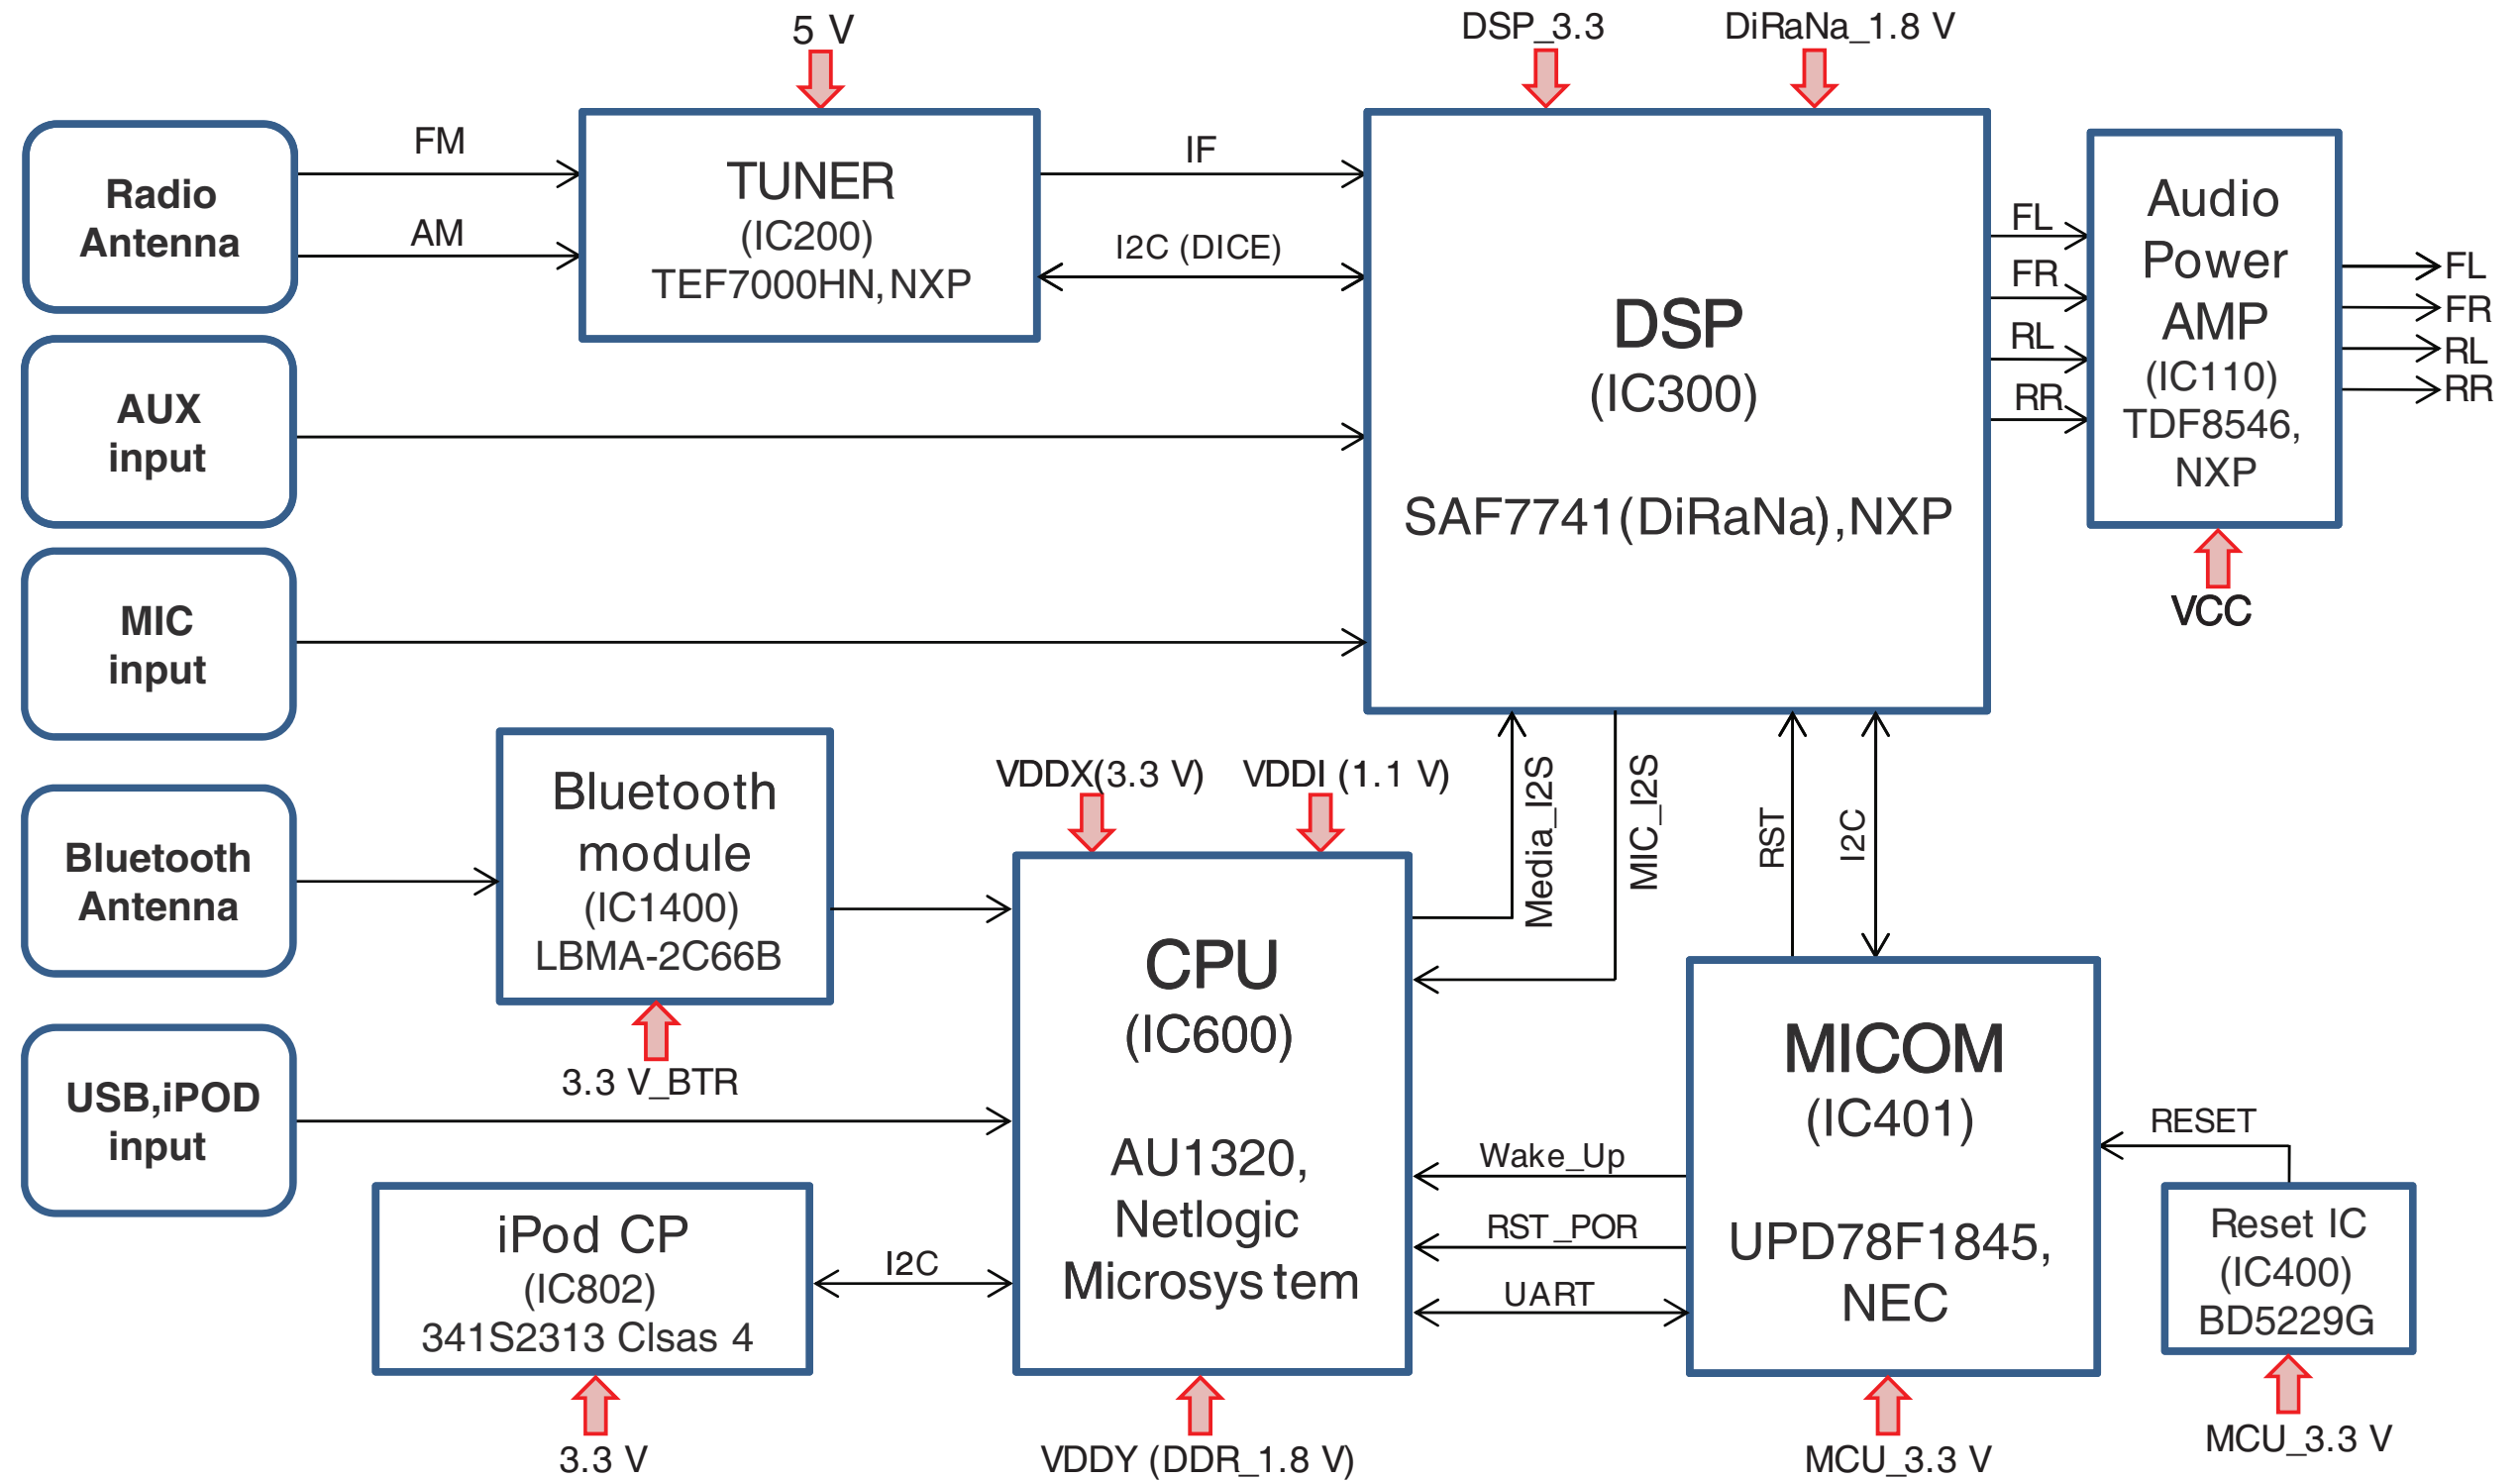 5 V
DSP_3.3
DiRaNa_1.8 V
Radio
Antenna
FM
AM
TUNER
(IC200)
TEF7000HN,NXP
IF
I2C (DICE)
DSP
(IC300)
SAF7741(DiRaNa),NXP
FL
FR
RL
RR
Audio
Power
AMP
(IC110)
TDF8546,
NXP
FL
FR
RL
RR
VCC
AUX
input
MIC
input
Bluetooth
Antenna
Bluetooth
module
(IC1400)
LBMA-2C66B
3.3 V_BTR
VDDX(3.3 V)
VDDI (1.1 V)
Media_I2S
MIC_I2S
RST
I2C
USB,iPOD
input
iPod CP
(IC802)
341S2313 Clsas 4
3.3 V
I2C
CPU
(IC600)
AU1320,
Netlogic
Microsys tem
VDDY (DDR_1.8 V)
Wake_Up
RST_POR
UART
MICOM
(IC401)
UPD78F1845,
NEC
MCU_3.3 V
RESET
Reset IC
(IC400)
BD5229G
MCU_3.3 V